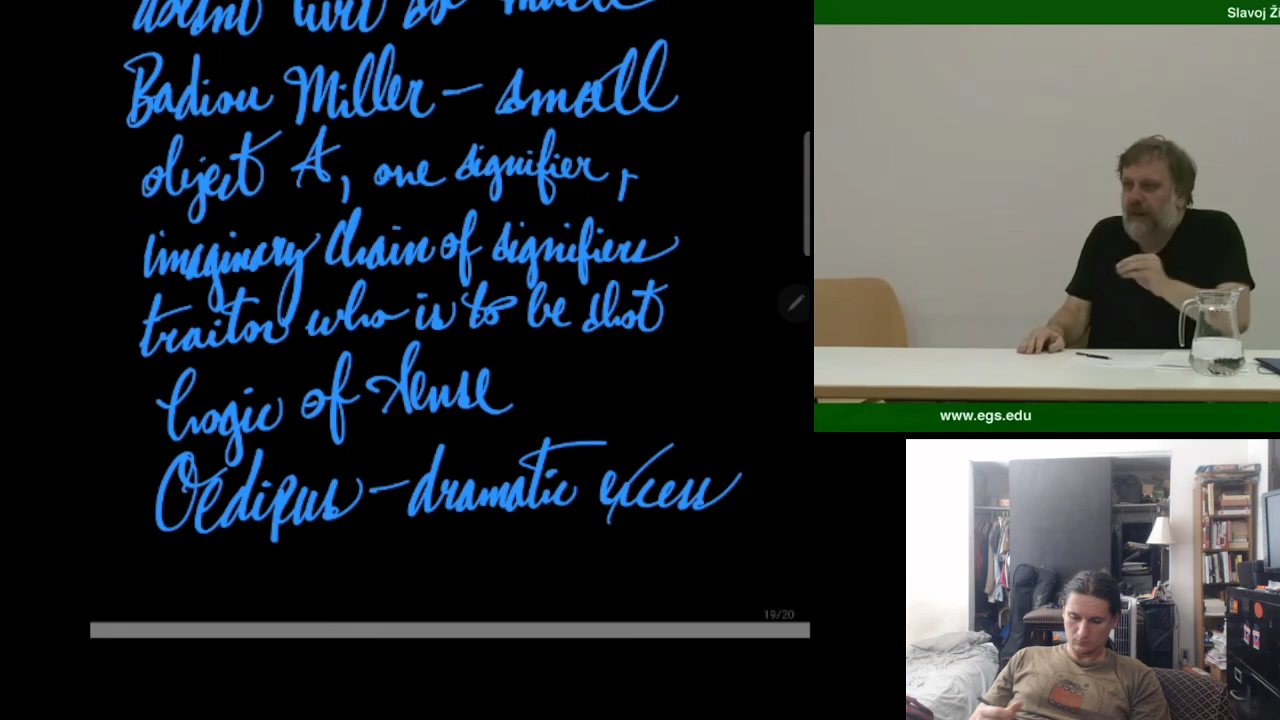 doesn't
Badiou Miller – small
object A, one signifier,
imaginary chain of signifiers
traitor who is to be shot
Logic of Sense
Oedipus – dramatic excess
19/20
Slavoj Ži
www.egs.edu